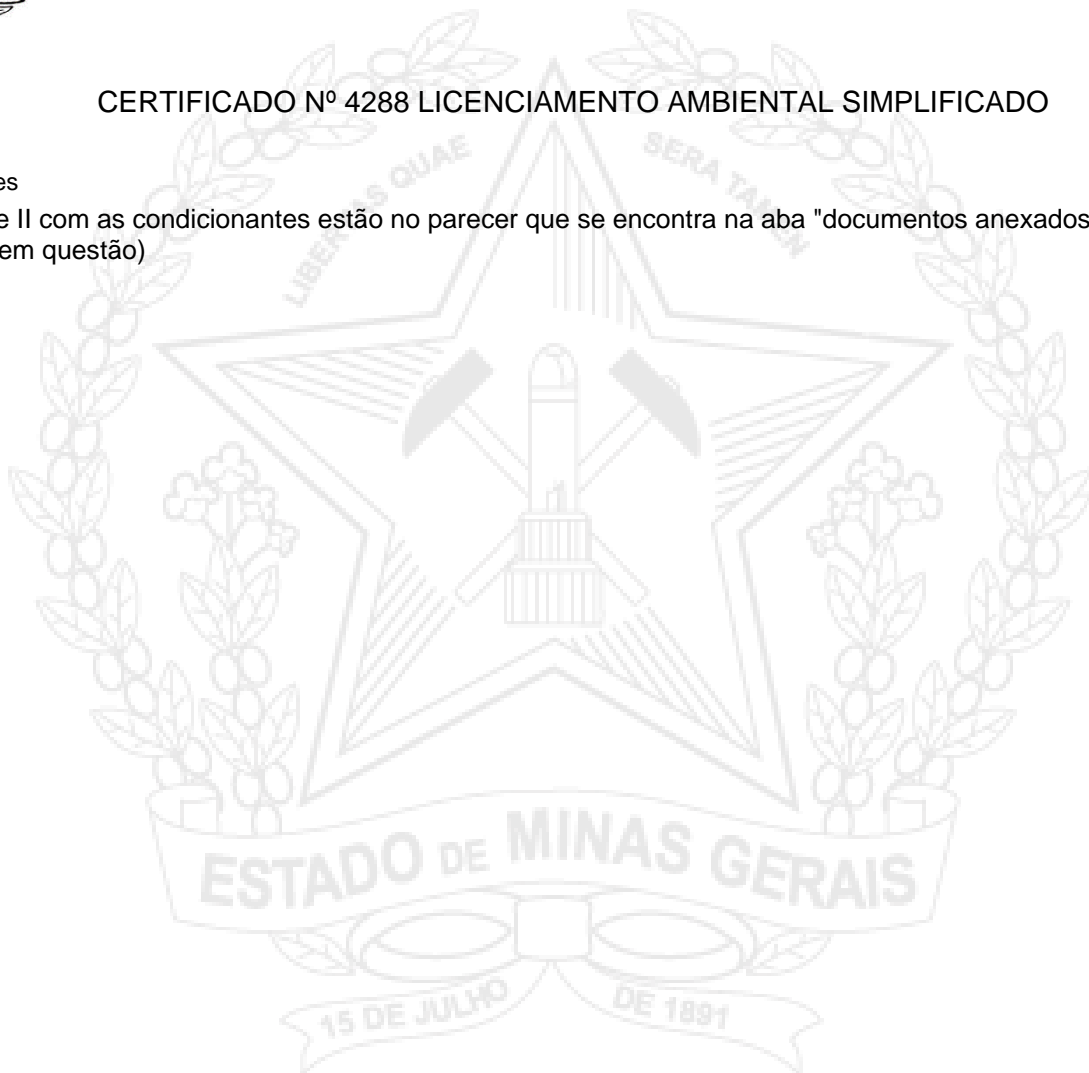 CERTIFICADO Nº 4288 LICENCIAMENTO AMBIENTAL SIMPLIFICADO
es
e II com as condicionantes estão no parecer que se encontra na aba "documentos anexados
em questão)
LIBERTAS QUAE SERA TAMEN
ESTADO DE MINAS GERAIS
15 DE JULHO DE 1891